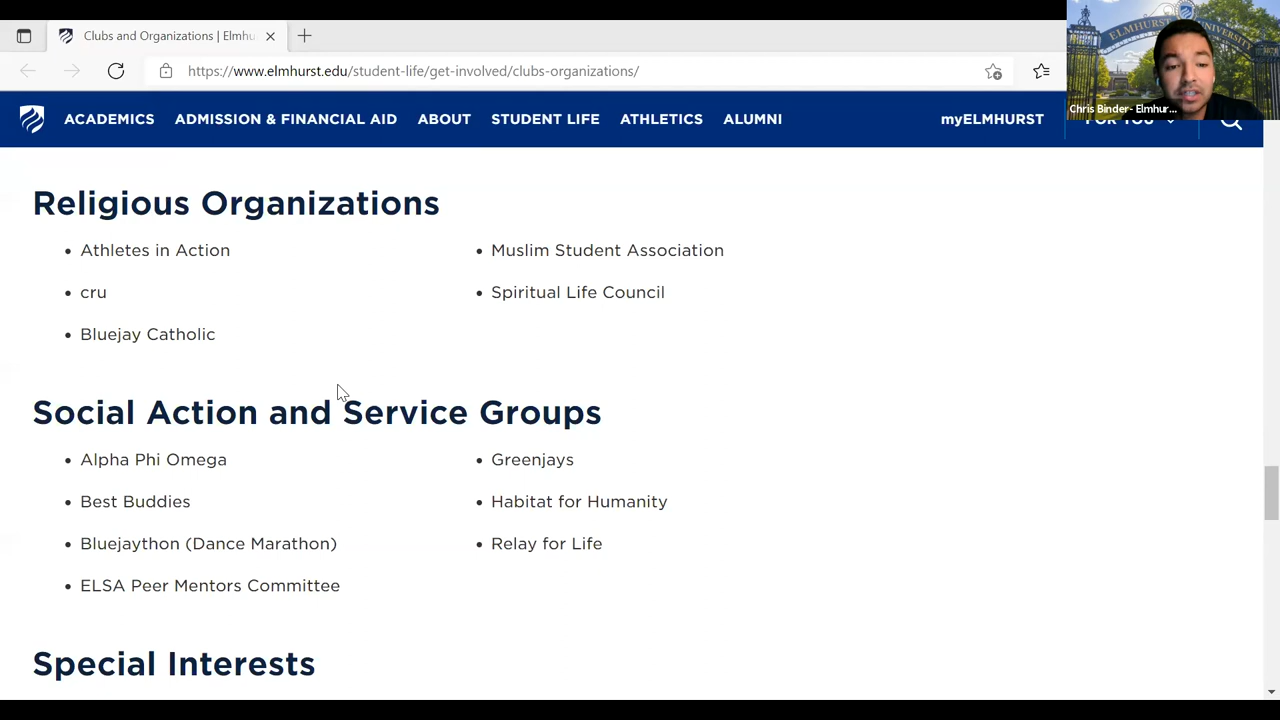 Clubs and Organizations | Elmhu
https://www.elmhurst.edu/student-life/get-involved/clubs-organizations/
ELMHURST UNIVERSITY
Chris Binder- Elmhur...
ACADEMICS ADMISSION & FINANCIAL AID ABOUT STUDENT LIFE ATHLETICS ALUMNI myELMHURST FOR YOU
Religious Organizations
• Athletes in Action
• cru
• Bluejay Catholic
• Muslim Student Association
• Spiritual Life Council
Social Action and Service Groups
• Alpha Phi Omega
• Best Buddies
• Bluejaython (Dance Marathon)
• ELSA Peer Mentors Committee
• Greenjays
• Habitat for Humanity
• Relay for Life
Special Interests